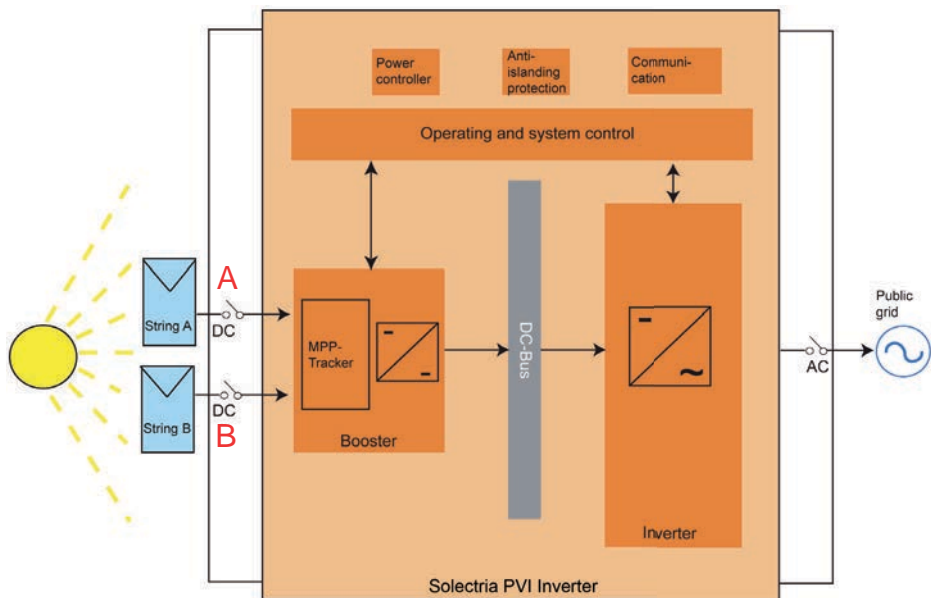 Power
controller
Anti-
islanding
protection
Communi-
cation
Operating and system control
A
String A
DC
MPP-
Tracker
DC-Bus
Public
grid
AC
DC
String B
B
Booster
Inverter
Solectria PVI Inverter